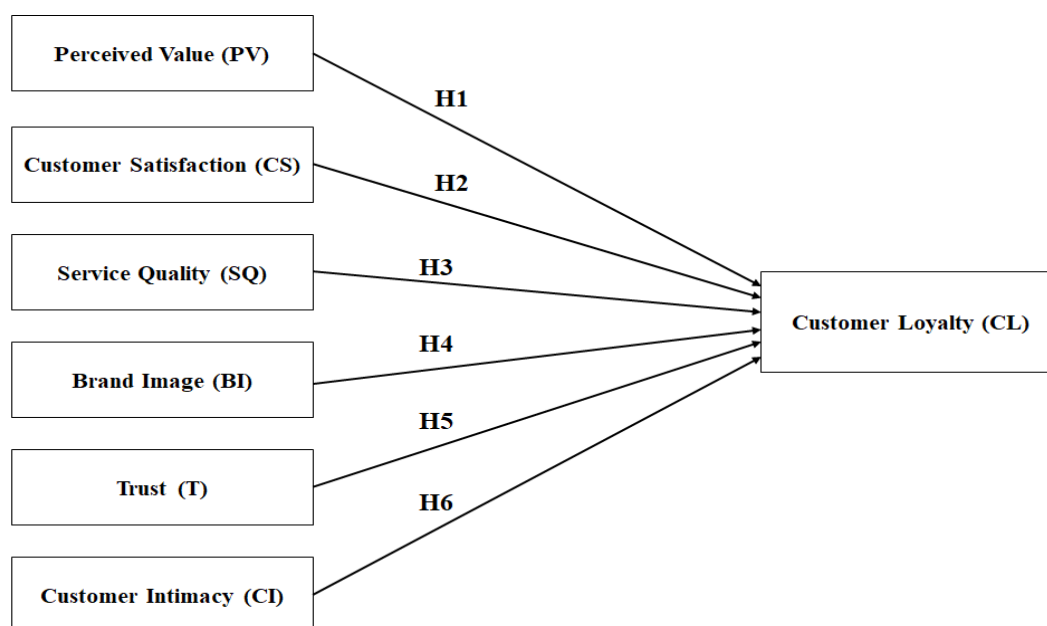 Perceived Value (PV)
H1
Customer Satisfaction (CS)
H2
Service Quality (SQ)
H3
Customer Loyalty (CL)
H4
Brand Image (BI)
H5
Trust (T)
H6
Customer Intimacy (CI)